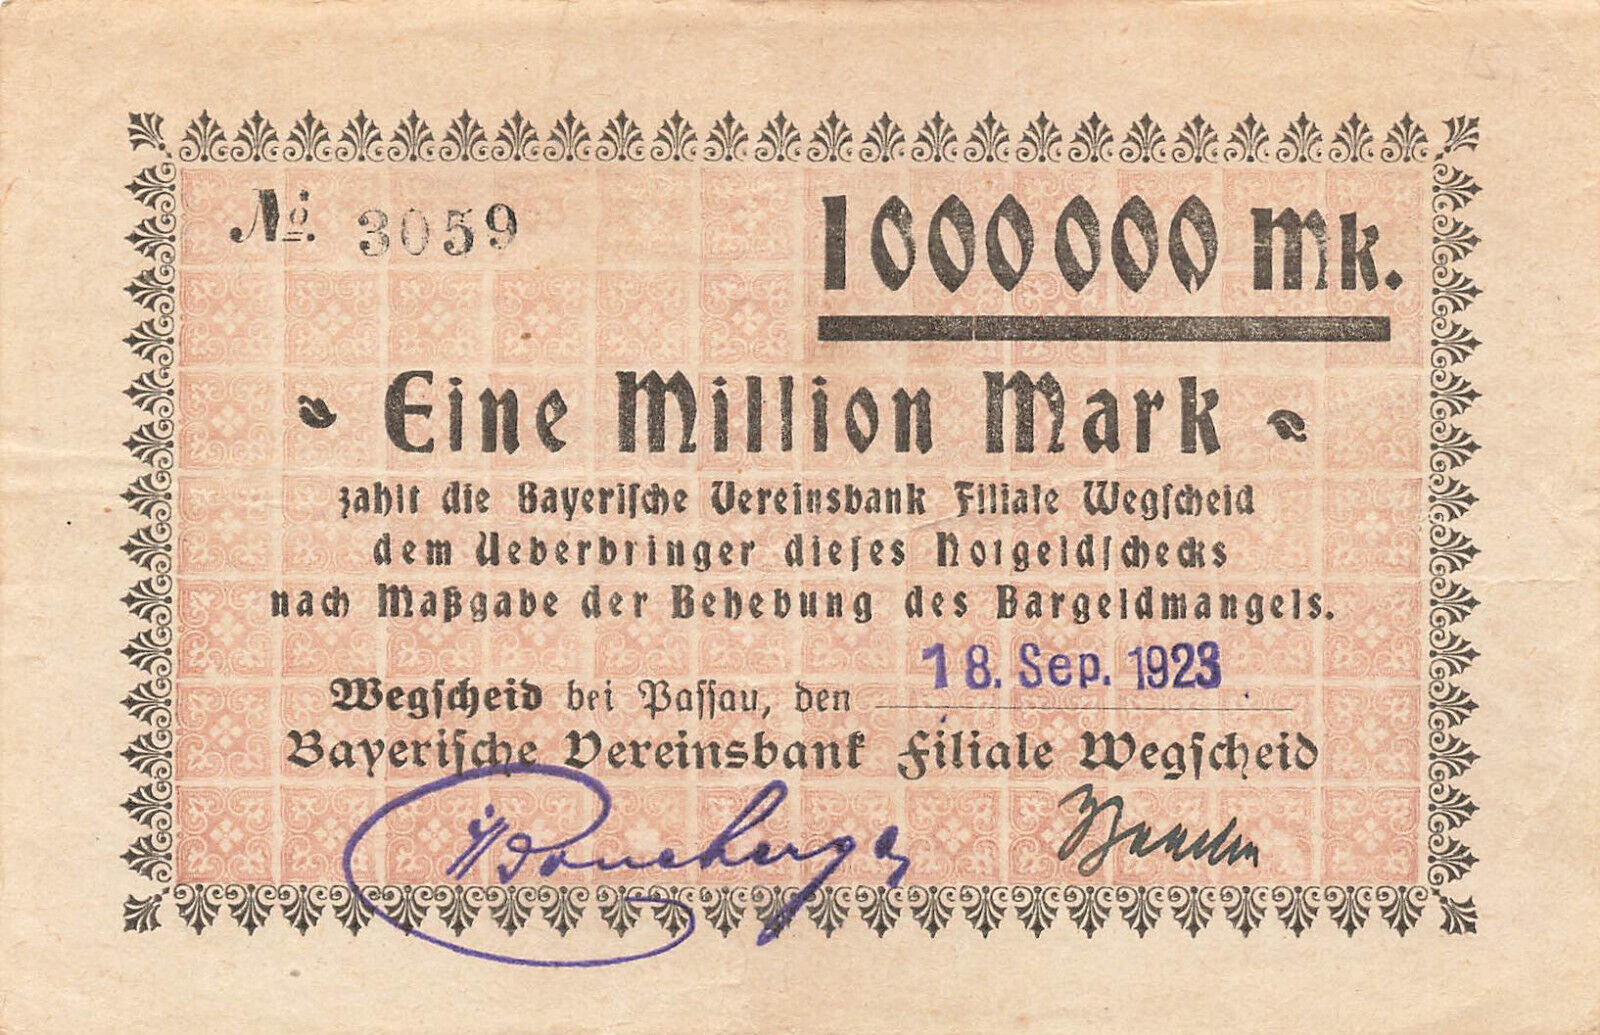 No. 3059
1000000 Mk.
Eine Million Mark
zahlt die Bayerische Vereinsbank Filiale Wegscheid
dem Ueberbringer dieses Notgeldschecks
nach Maßgabe der Behebung des Bargeldmangels.
Wegscheid bei Passau, den 18. Sep. 1923
Bayerische Vereinsbank Filiale Wegscheid